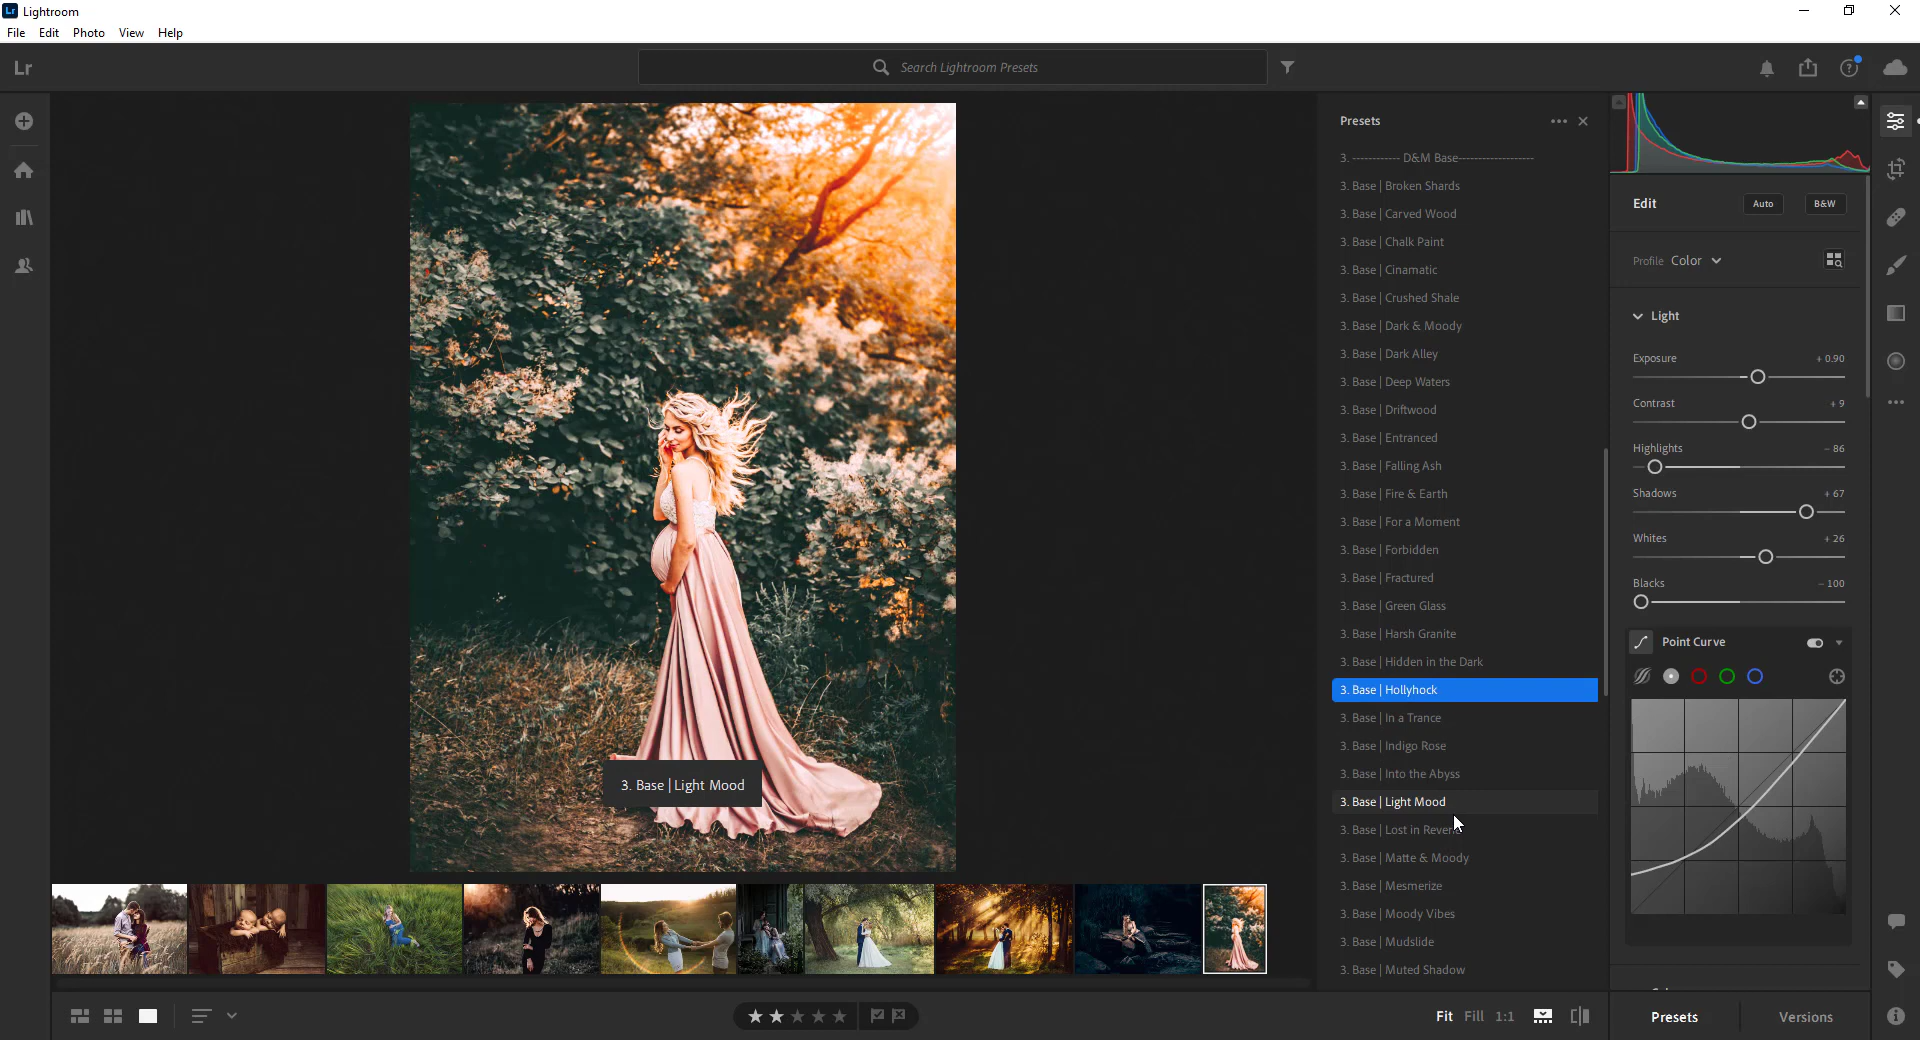 Lr Lightroom
File Edit Photo View Help
Lr
Search Lightroom Presets
3. Base | Light Mood
Fit Fill 1:1
Presets
3. ------------ D&M Base-------------------
3. Base | Broken Shards
3. Base | Carved Wood
3. Base | Chalk Paint
3. Base | Cinamatic
3. Base | Crushed Shale
3. Base | Dark & Moody
3. Base | Dark Alley
3. Base | Deep Waters
3. Base | Driftwood
3. Base | Entranced
3. Base | Falling Ash
3. Base | Fire & Earth
3. Base | For a Moment
3. Base | Forbidden
3. Base | Fractured
3. Base | Green Glass
3. Base | Harsh Granite
3. Base | Hidden in the Dark
3. Base | Hollyhock
3. Base | In a Trance
3. Base | Indigo Rose
3. Base | Into the Abyss
3. Base | Light Mood
3. Base | Lost in
3. Base | Matte & Moody
3. Base | Mesmerize
3. Base | Moody Vibes
3. Base | Mudslide
3. Base | Muted Shadow
Edit Auto B&W
Profile Color
Light
Exposure + 0.90
Contrast + 9
Highlights - 86
Shadows + 67
Whites + 26
Blacks - 100
Point Curve
Presets Versions